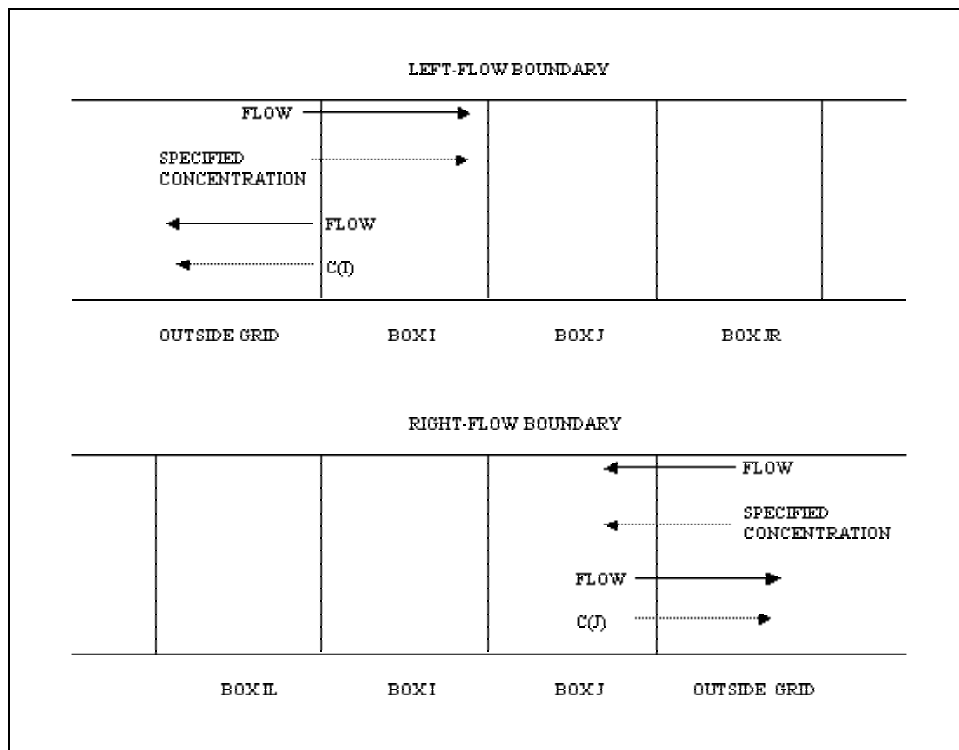 LEFT-FLOW BOUNDARY
FLOW
SPECIFIED
CONCENTRATION
FLOW
C(I)
OUTSIDE GRID BOX I BOX J BOX JR
RIGHT-FLOW BOUNDARY
FLOW
SPECIFIED
CONCENTRATION
FLOW
C(J)
BOX IL BOX I BOX J OUTSIDE GRID